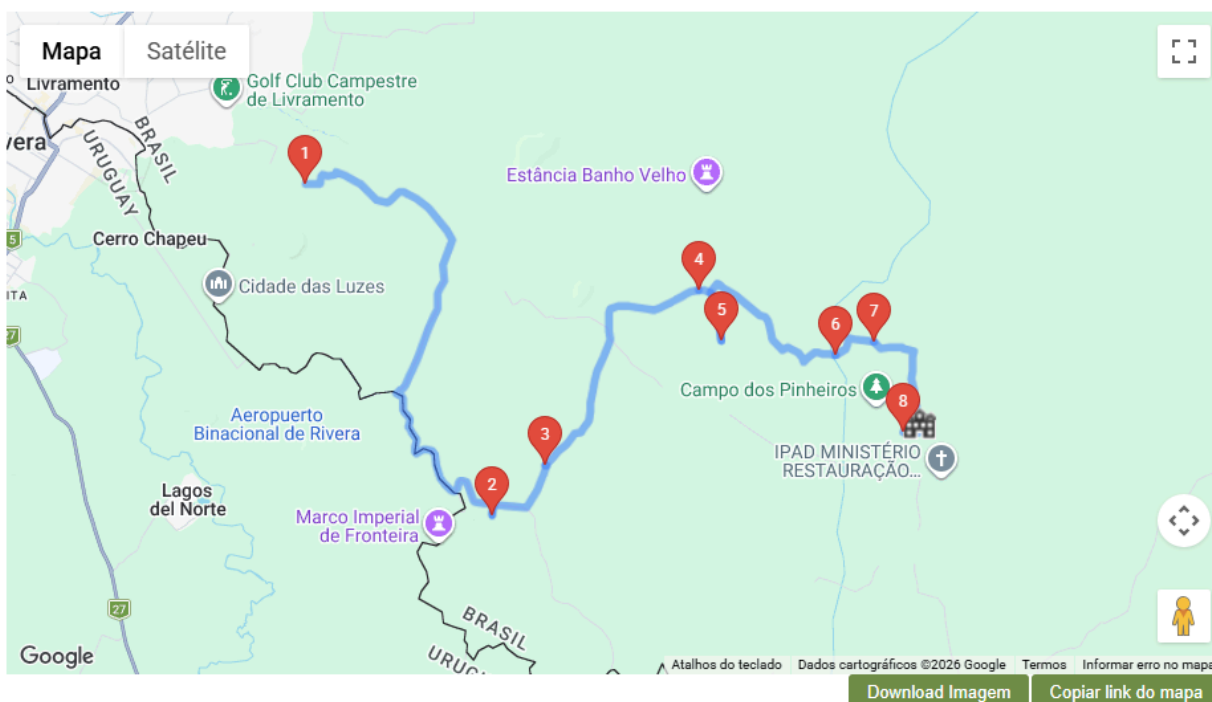 Mapa Satélite
Livramento
Golf Club Campestre
de Livramento
vera
BRASIL
URUGUAY
1
Estância Banho Velho
5
Cerro Chapeu
4
Cidade das Luzes
ITA
5
7
6
27
Campo dos Pinheiros
8
Aeropuerto
Binacional de Rivera
3
IPAD MINISTÉRIO
RESTAURAÇÃO...
2
Lagos
del Norte
Marco Imperial
de Fronteira
27
BRASIL
URUG
Google
Atalhos do teclado Dados cartográficos ©2026 Google Termos Informar erro no mapa
Download Imagem Copiar link do mapa